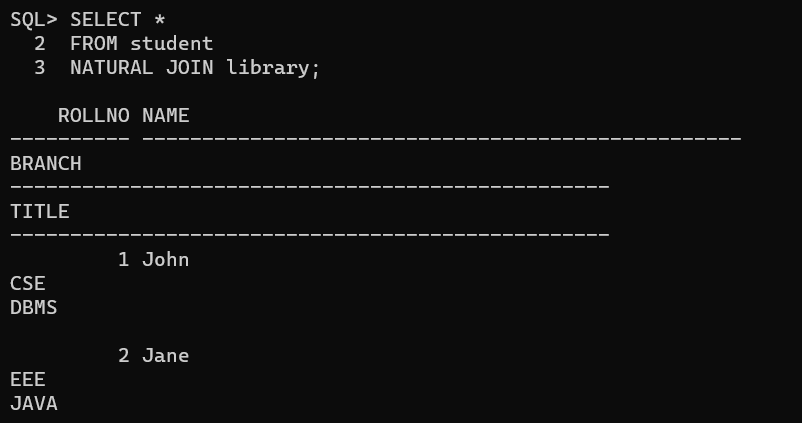 SQL> SELECT *
  2  FROM student
  3  NATURAL JOIN library;
    ROLLNO NAME
---------- --------------------------------------------------
BRANCH
--------------------------------------------------
TITLE
--------------------------------------------------
         1 John
CSE
DBMS
         2 Jane
EEE
JAVA